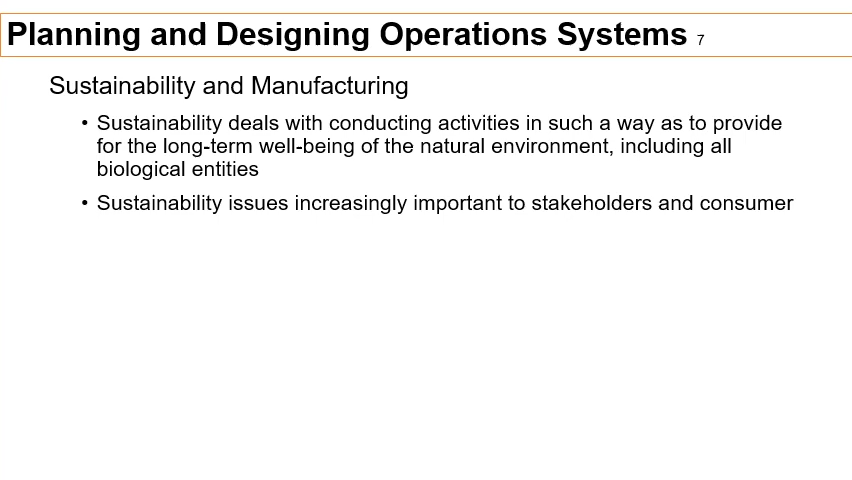 Planning and Designing Operations Systems 7
Sustainability and Manufacturing
• Sustainability deals with conducting activities in such a way as to provide
for the long-term well-being of the natural environment, including all
biological entities
• Sustainability issues increasingly important to stakeholders and consumer